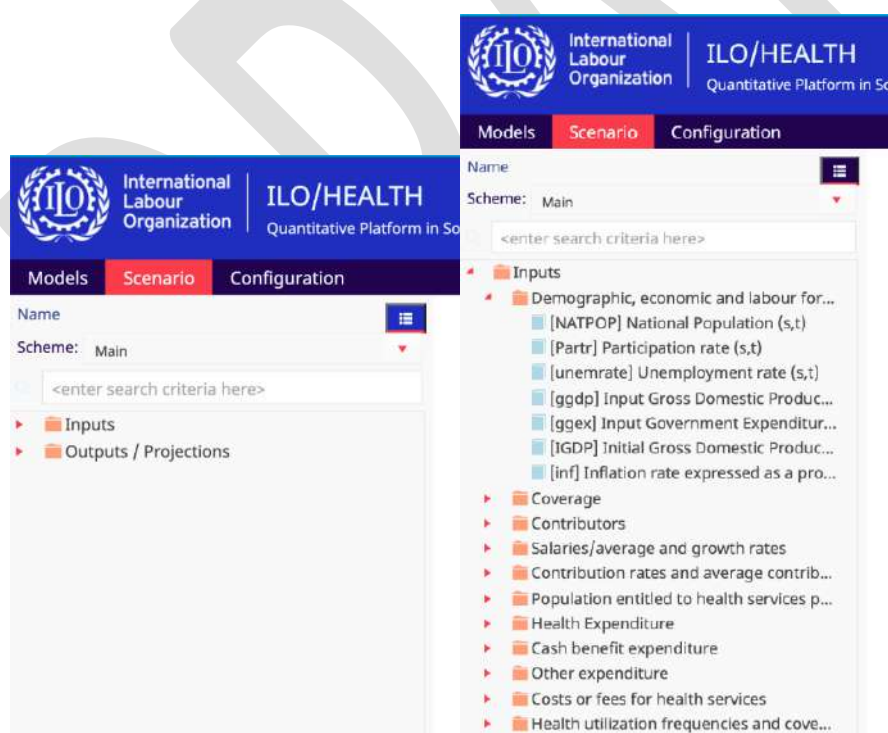 International
Labour
Organization
ILO/HEALTH
Quantitative Platform in So
Models Scenario Configuration
Name
Scheme: Main
<enter search criteria here>
Inputs
Outputs / Projections
International
Labour
Organization
ILO/HEALTH
Quantitative Platform in So
Models Scenario Configuration
Name
Scheme: Main
<enter search criteria here>
Inputs
Demographic, economic and labour for...
[NATPOP] National Population (s,t)
[Partr] Participation rate (s,t)
[unemrate] Unemployment rate (s,t)
[ggdp] Input Gross Domestic Produc...
[ggex] Input Government Expenditur...
[IGDP] Initial Gross Domestic Produc...
[inf] Inflation rate expressed as a pro...
Coverage
Contributors
Salaries/average and growth rates
Contribution rates and average contrib...
Population entitled to health services p...
Health Expenditure
Cash benefit expenditure
Other expenditure
Costs or fees for health services
Health utilization frequencies and cove...